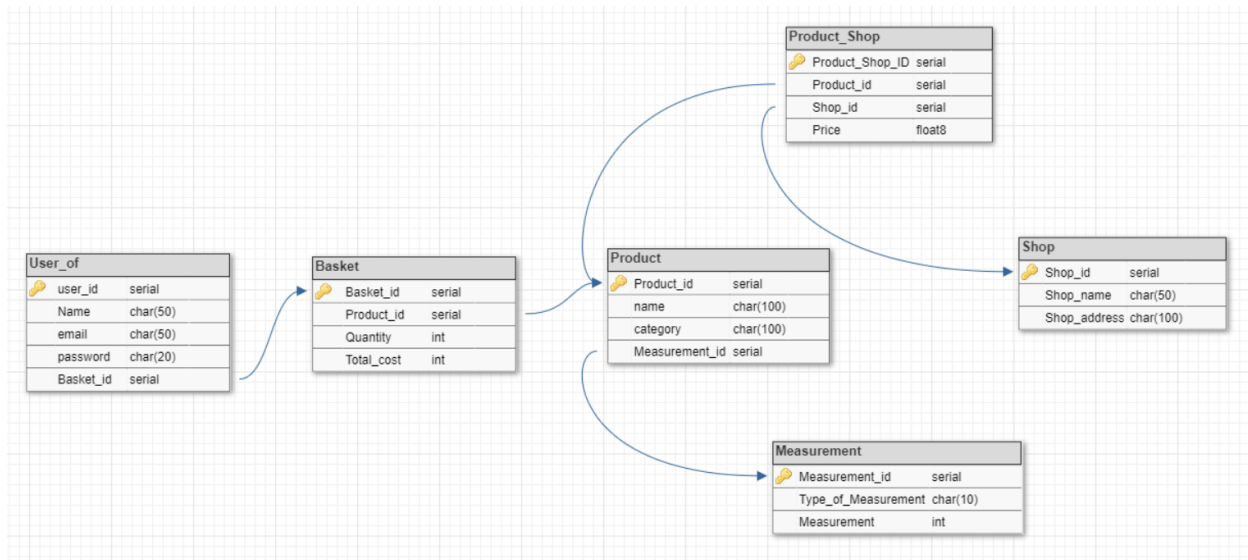 Product_Shop
Product_Shop_ID serial
Product_id serial
Shop_id serial
Price float8
User_of
user_id serial
Name char(50)
email char(50)
password char(20)
Basket_id serial
Basket
Basket_id serial
Product_id serial
Quantity int
Total_cost int
Product
Product_id serial
name char(100)
category char(100)
Measurement_id serial
Shop
Shop_id serial
Shop_name char(50)
Shop_address char(100)
Measurement
Measurement_id serial
Type_of_Measurement char(10)
Measurement int